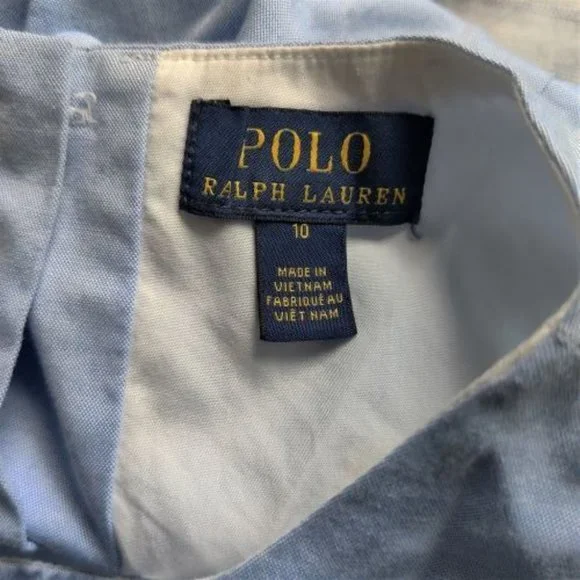 POLO
RALPH LAUREN
10
MADE IN
VIETNAM
FABRIQUÉ AU
VIÊT NAM